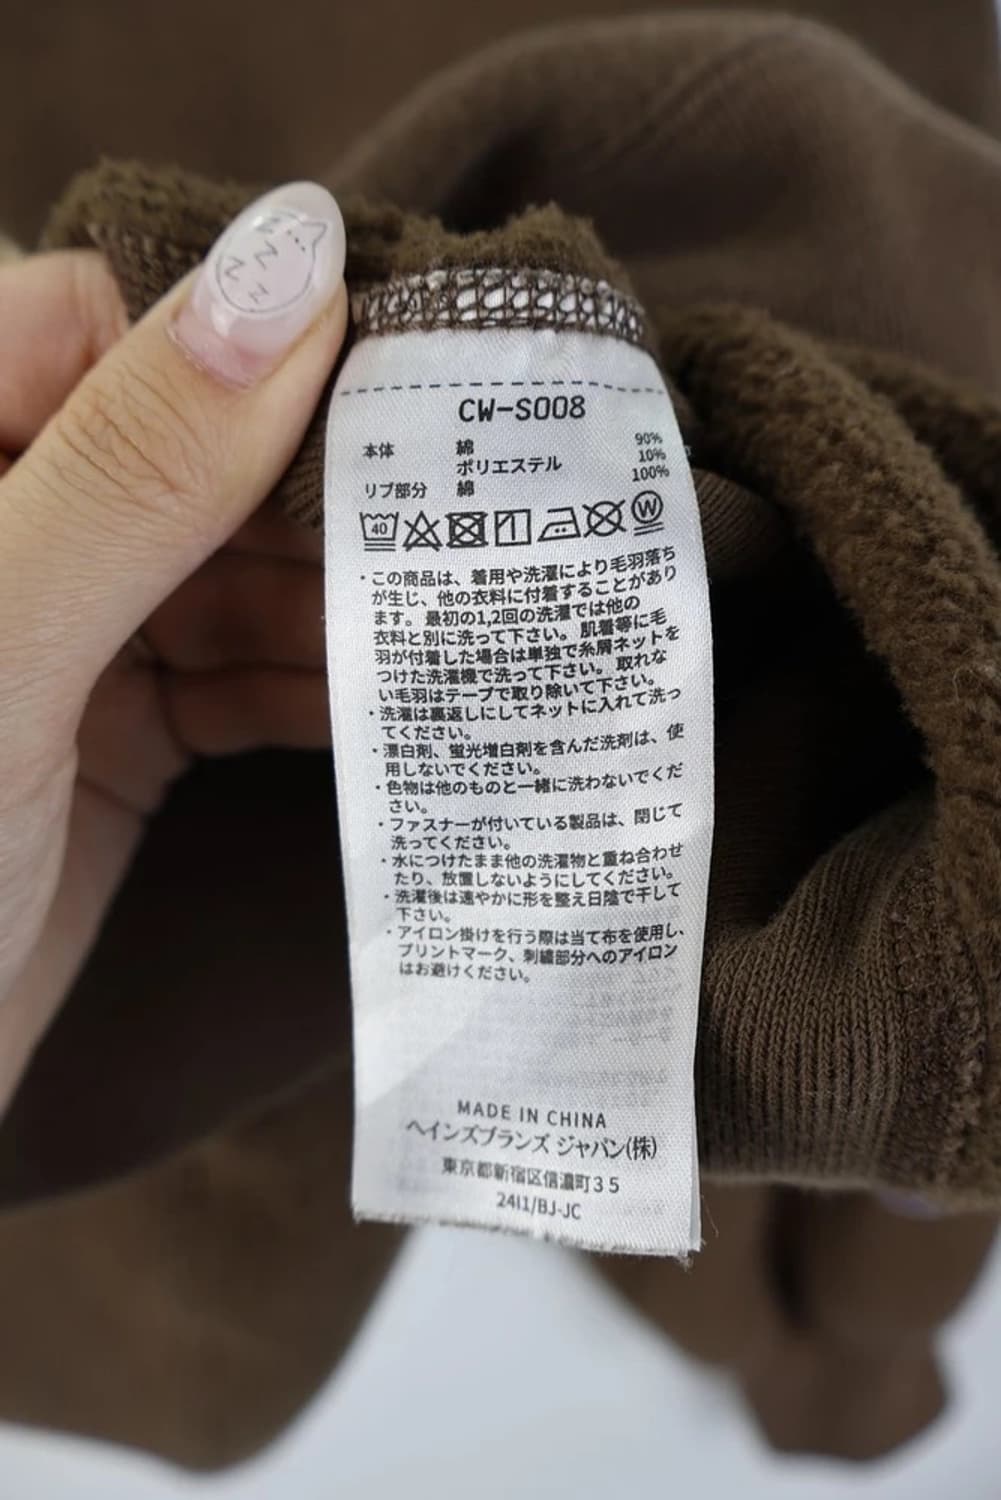 CW-S008
本体 綿 90%
ポリエステル 10%
リブ部分 綿 100%
40 W
・この商品は、着用や洗濯により毛羽落ち
が生じ、他の衣料に付着することがあり
ます。最初の1,2回の洗濯では他の
衣料と別に洗って下さい。肌着等に毛
羽が付着した場合は単独で糸屑ネットを
つけた洗濯機で洗って下さい。取れな
い毛羽はテープで取り除いて下さい。
・洗濯は裏返しにしてネットに入れて洗っ
てください。
・漂白剤、蛍光増白剤を含んだ洗剤は、使
用しないでください。
・色物は他のものと一緒に洗わないでくだ
さい。
・ファスナーが付いている製品は、閉じて
洗ってください。
・水につけたまま他の洗濯物と重ね合わせ
たり、放置しないようにしてください。
・洗濯後は速やかに形を整え日陰で干して
下さい。
・アイロン掛けを行う際は当て布を使用し、
プリントマーク、刺繍部分へのアイロン
はお避けください。
MADE IN CHINA
ヘインズブランズ ジャパン(株)
東京都新宿区信濃町35
24I1/BJ-JC
Z
Z
Z
Z